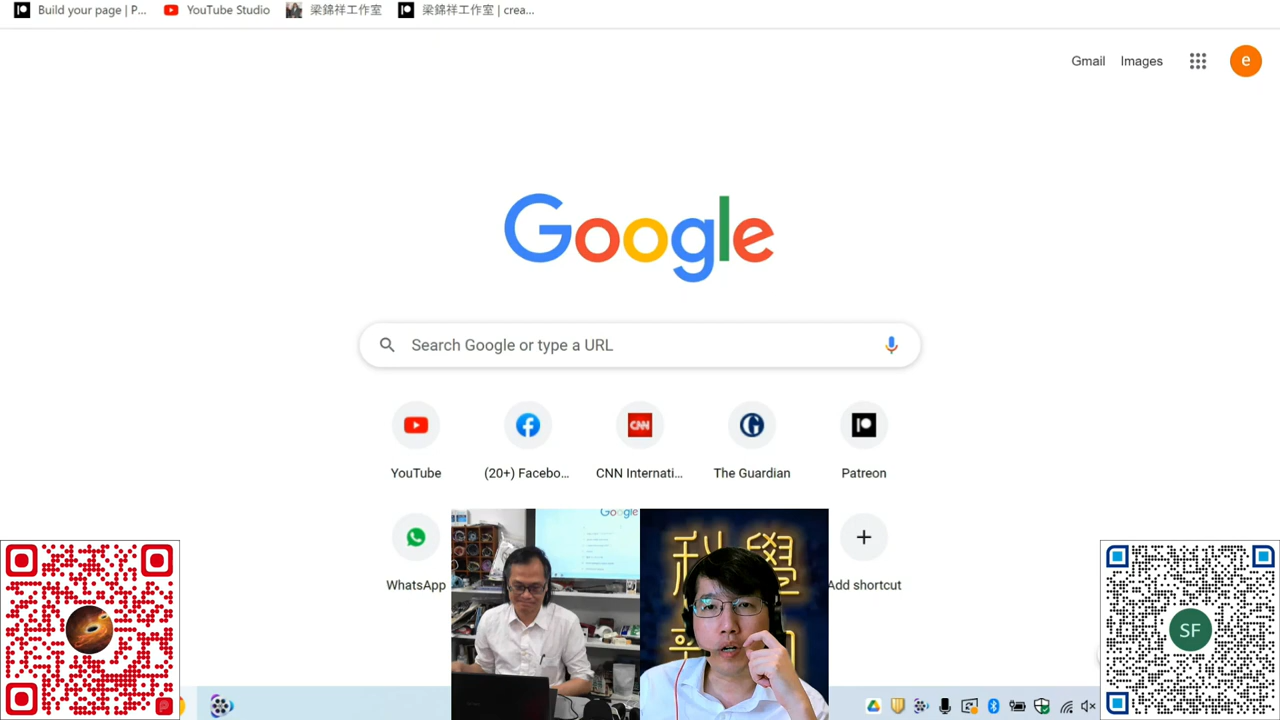 Build your page | P...
YouTube Studio
梁錦祥工作室
梁錦祥工作室 | crea...
Gmail
Images
e
Google
Search Google or type a URL
CNN
YouTube
(20+) Facebo...
CNN Internati...
The Guardian
Patreon
Google
科學
WhatsApp
Add shortcut
SF